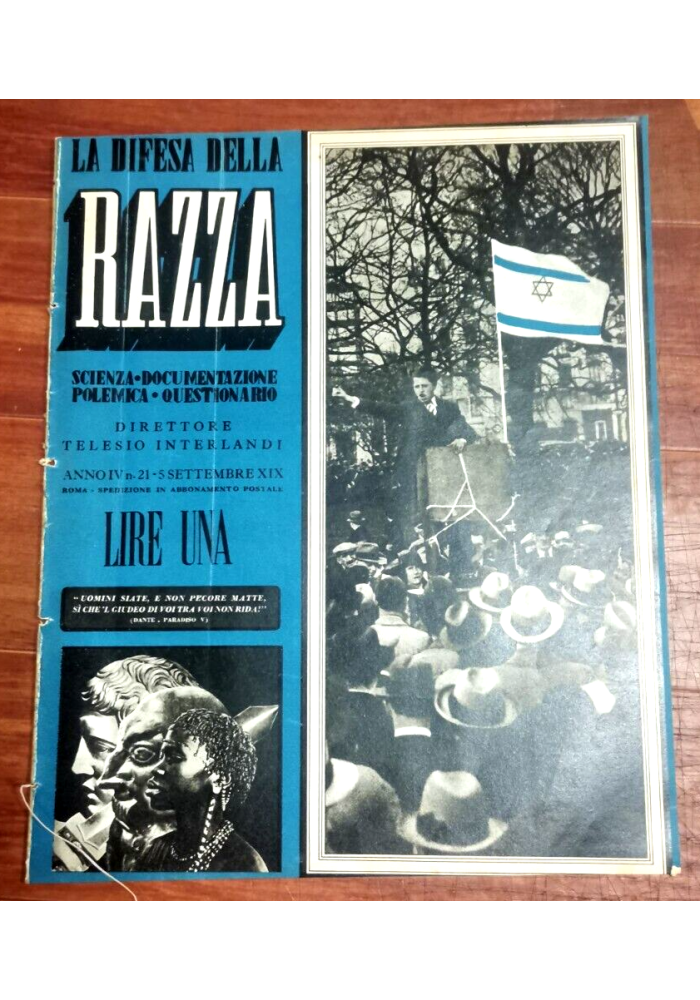 LA DIFESA DELLA
RAZZA
SCIENZA•DOCUMENTAZIONE
POLEMICA•QUESTIONARIO
DIRETTORE
TELESIO INTERLANDI
ANNO IV n. 21 - 5 SETTEMBRE XIX
ROMA - SPEDIZIONE IN ABBONAMENTO POSTALE
LIRE UNA
"UOMINI SIATE, E NON PECORE MATTE,
SÌ CHE 'L GIUDEO DI VOI TRA VOI NON RIDA!"
(DANTE, PARADISO V)